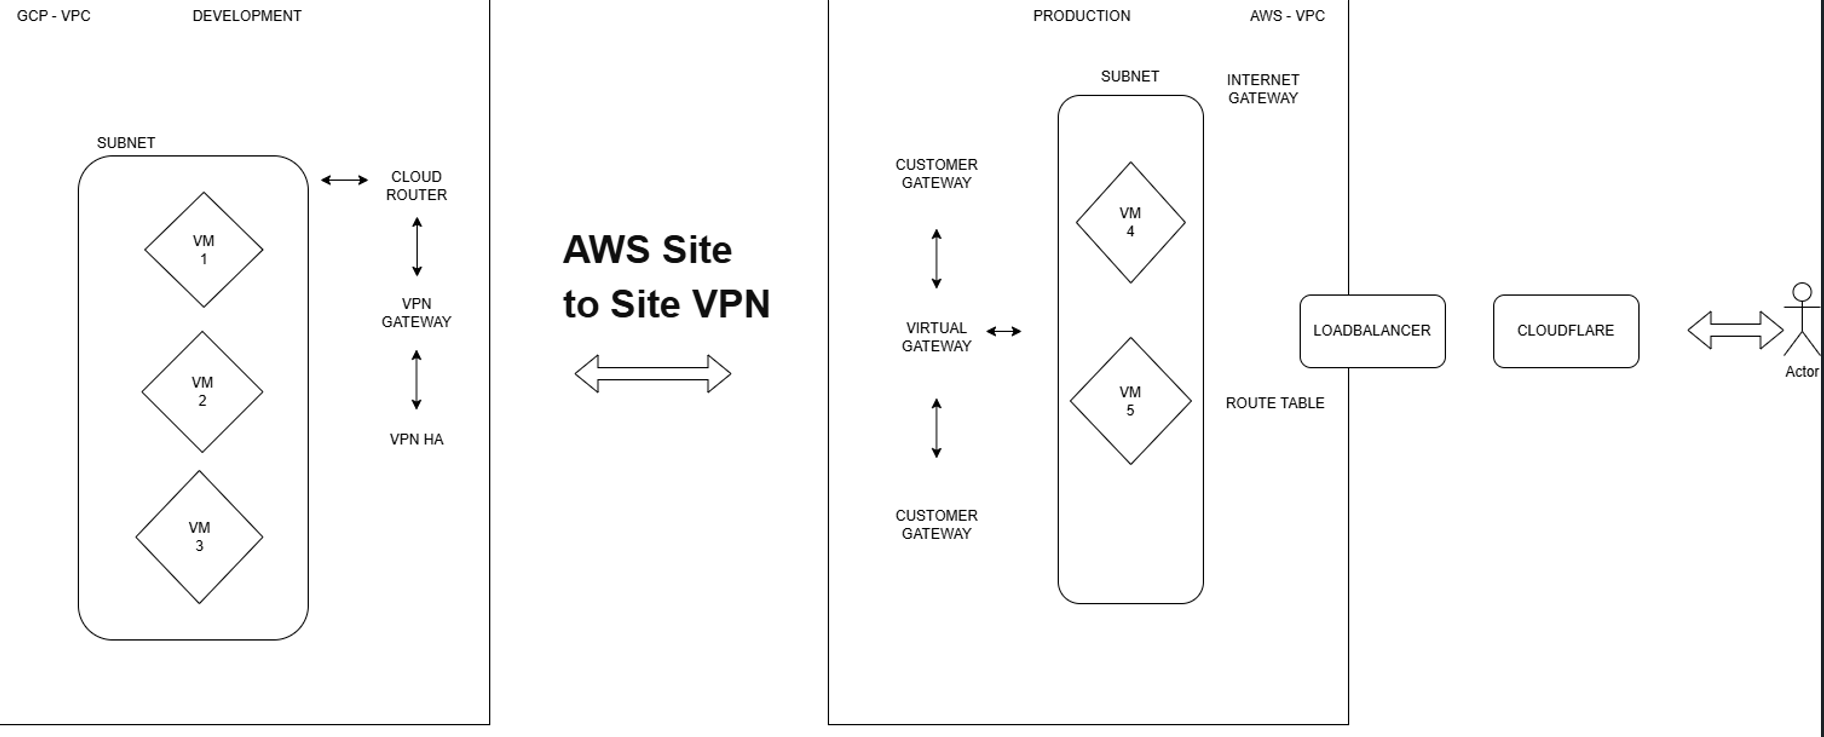 GCP - VPC
DEVELOPMENT
SUBNET
VM
1
VM
2
VM
3
CLOUD
ROUTER
VPN
GATEWAY
VPN HA
AWS Site
to Site VPN
PRODUCTION
AWS - VPC
CUSTOMER
GATEWAY
VIRTUAL
GATEWAY
CUSTOMER
GATEWAY
SUBNET
VM
4
VM
5
INTERNET
GATEWAY
LOADBALANCER
ROUTE TABLE
CLOUDFLARE
Actor